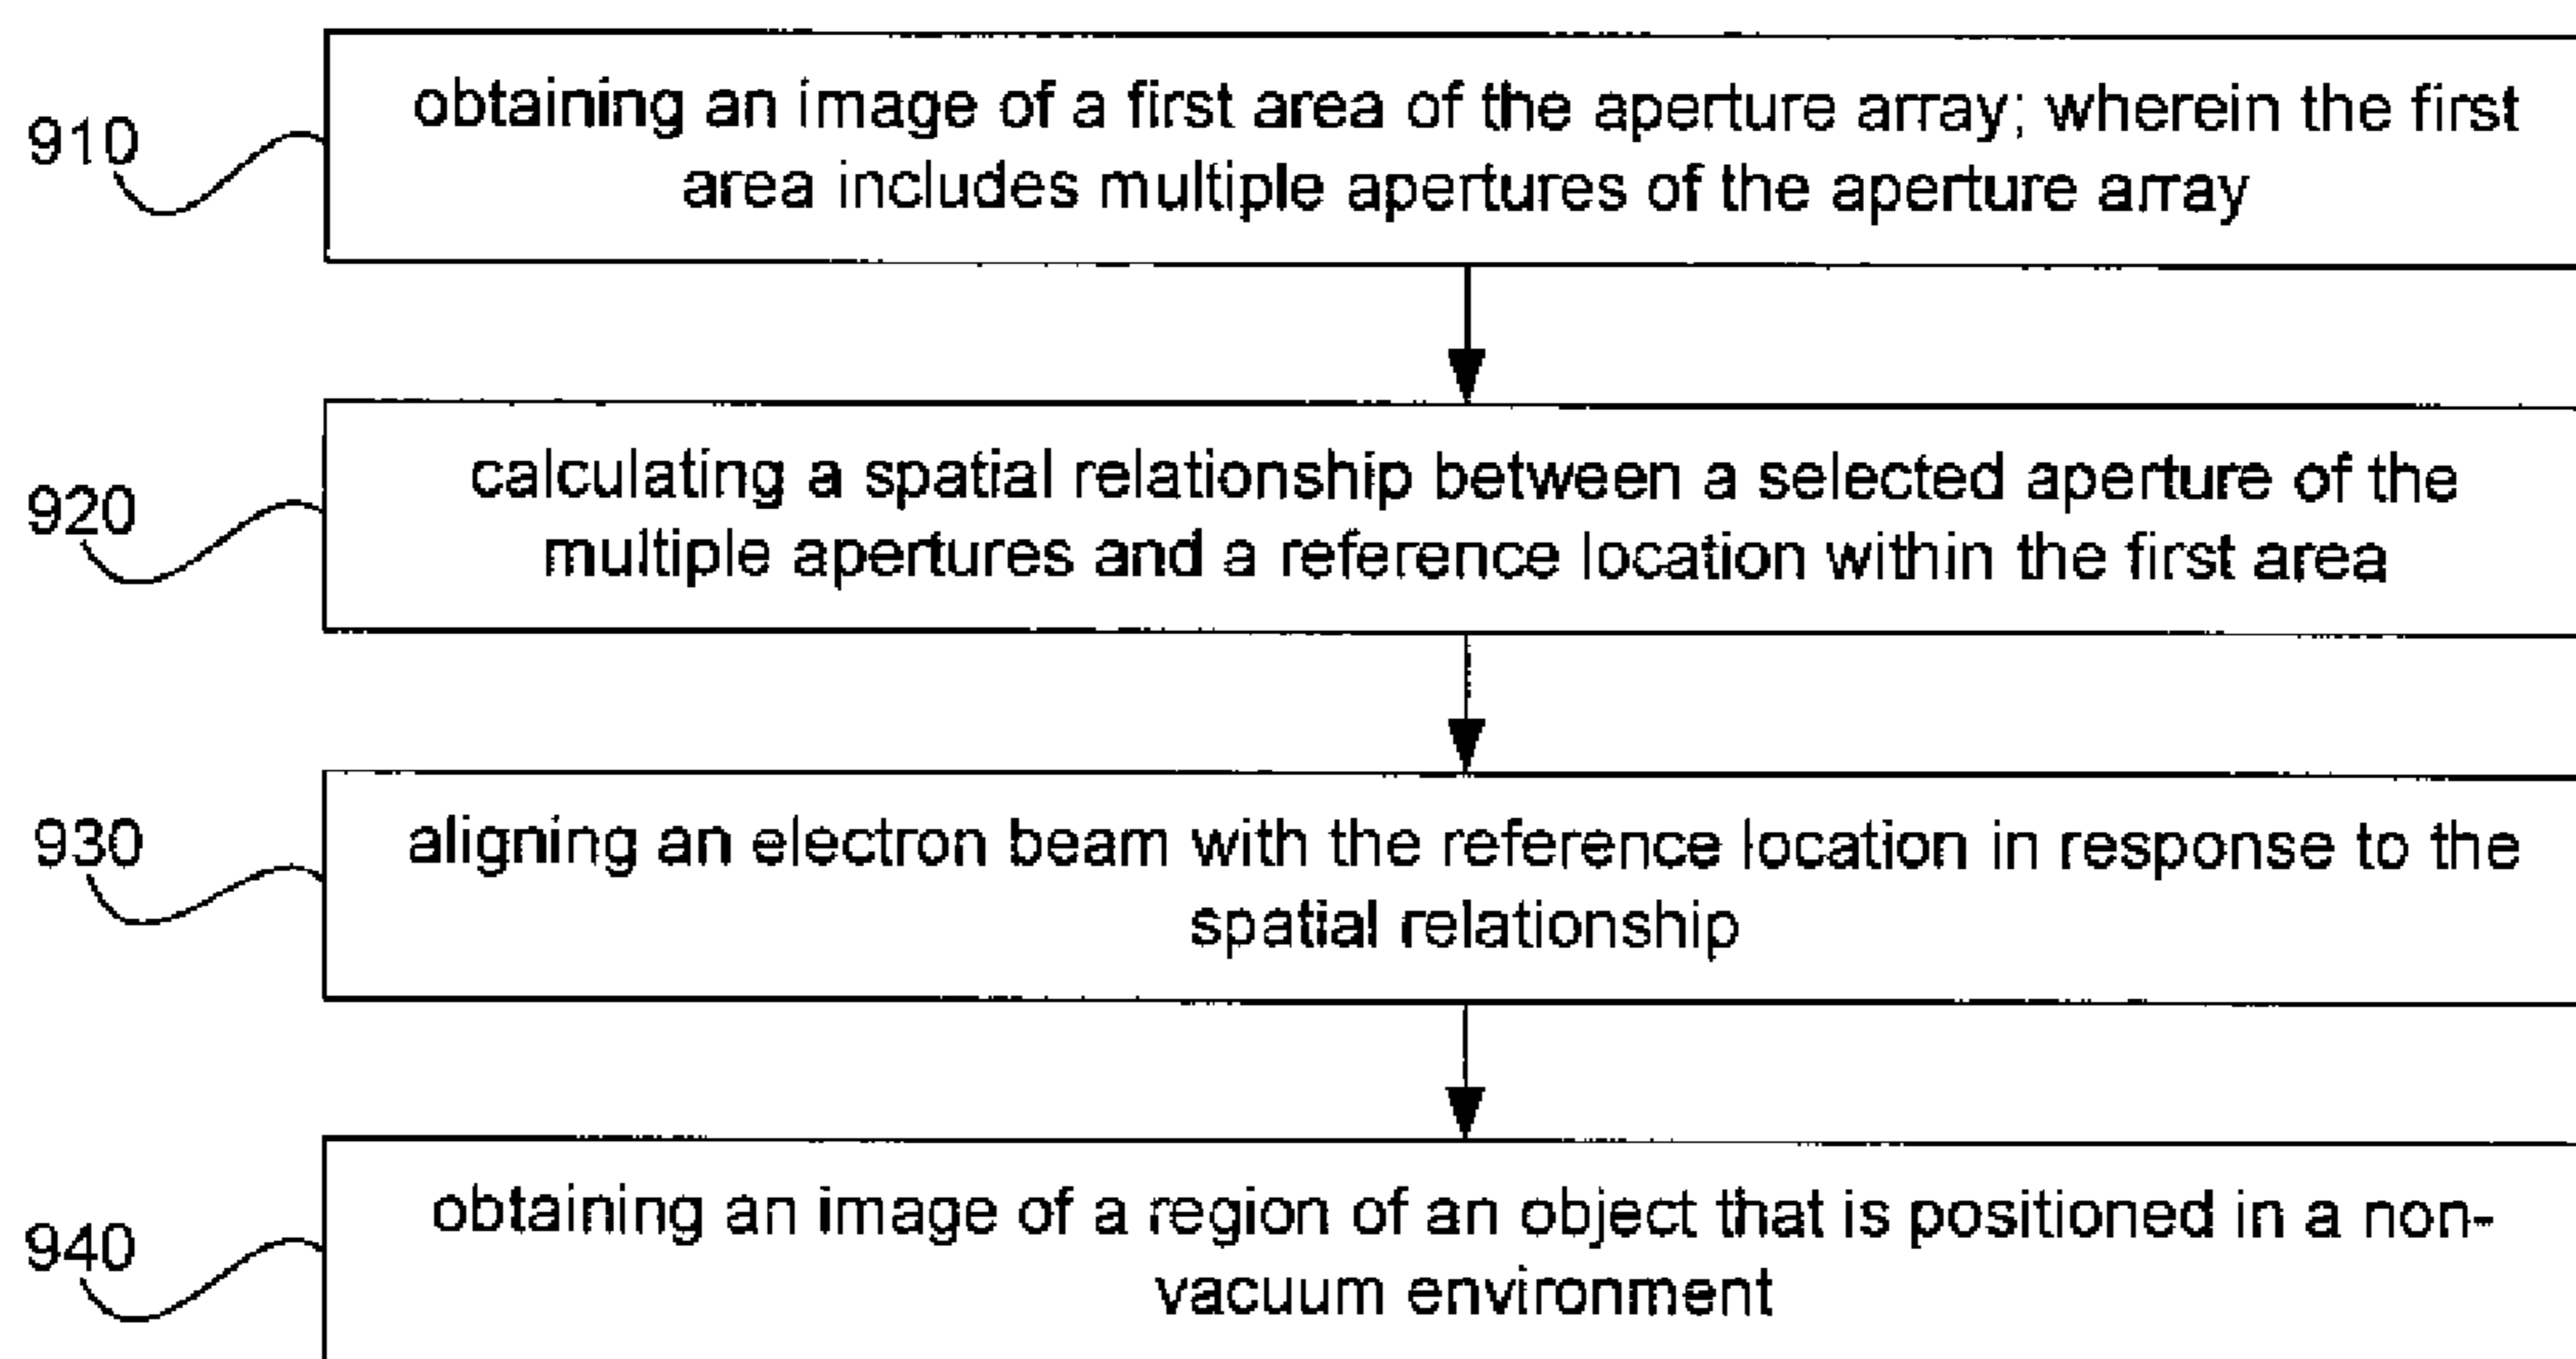 910
obtaining an image of a first area of the aperture array; wherein the first
area includes multiple apertures of the aperture array
920
calculating a spatial relationship between a selected aperture of the
multiple apertures and a reference location within the first area
930
aligning an electron beam with the reference location in response to the
spatial relationship
940
obtaining an image of a region of an object that is positioned in a non-
vacuum environment